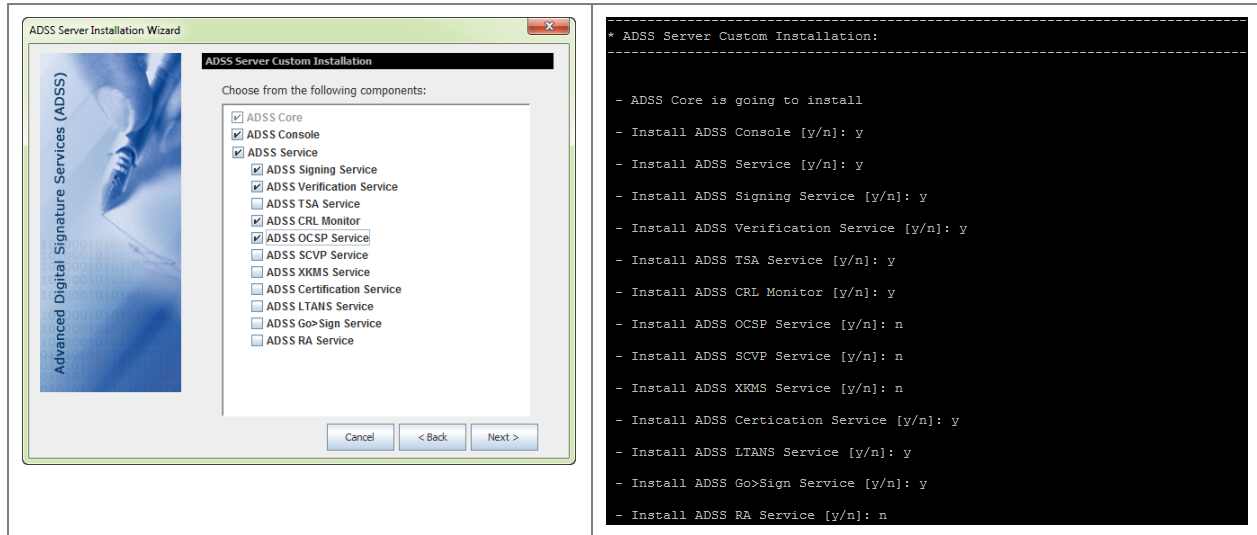 ADSS Server Installation Wizard
Advanced Digital Signature Services (ADSS)
ADSS Server Custom Installation
Choose from the following components:
ADSS Core
ADSS Console
ADSS Service
ADSS Signing Service
ADSS Verification Service
ADSS TSA Service
ADSS CRL Monitor
ADSS OCSP Service
ADSS SCVP Service
ADSS XKMS Service
ADSS Certification Service
ADSS LTANS Service
ADSS Go>Sign Service
ADSS RA Service
Cancel
< Back
Next >
* ADSS Server Custom Installation:
- ADSS Core is going to install
- Install ADSS Console [y/n]: y
- Install ADSS Service [y/n]: y
- Install ADSS Signing Service [y/n]: y
- Install ADSS Verification Service [y/n]: y
- Install ADSS TSA Service [y/n]: y
- Install ADSS CRL Monitor [y/n]: y
- Install ADSS OCSP Service [y/n]: n
- Install ADSS SCVP Service [y/n]: n
- Install ADSS XKMS Service [y/n]: n
- Install ADSS Certication Service [y/n]: y
- Install ADSS LTANS Service [y/n]: y
- Install ADSS Go>Sign Service [y/n]: y
- Install ADSS RA Service [y/n]: n